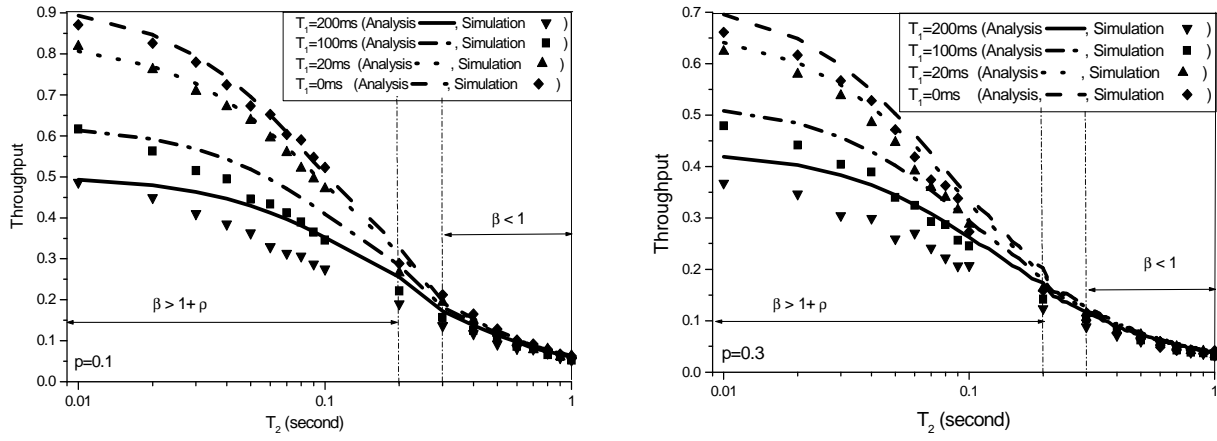 0.9
0.8
0.7
0.6
0.5
0.4
0.3
0.2
0.1
0.0
Throughput
T1=200ms (Analysis , Simulation )
T1=100ms (Analysis , Simulation )
T1=20ms (Analysis , Simulation )
T1=0ms (Analysis , Simulation )
β < 1
β > 1+ ρ
p=0.1
0.01 0.1 1
T2 (second)
0.7
0.6
0.5
0.4
0.3
0.2
0.1
0.0
Throughput
T1=200ms (Analysis , Simulation )
T1=100ms (Analysis , Simulation )
T1=20ms (Analysis , Simulation )
T1=0ms (Analysis, , Simulation )
β < 1
β > 1+ ρ
p=0.3
0.01 0.1 1
T2 (second)